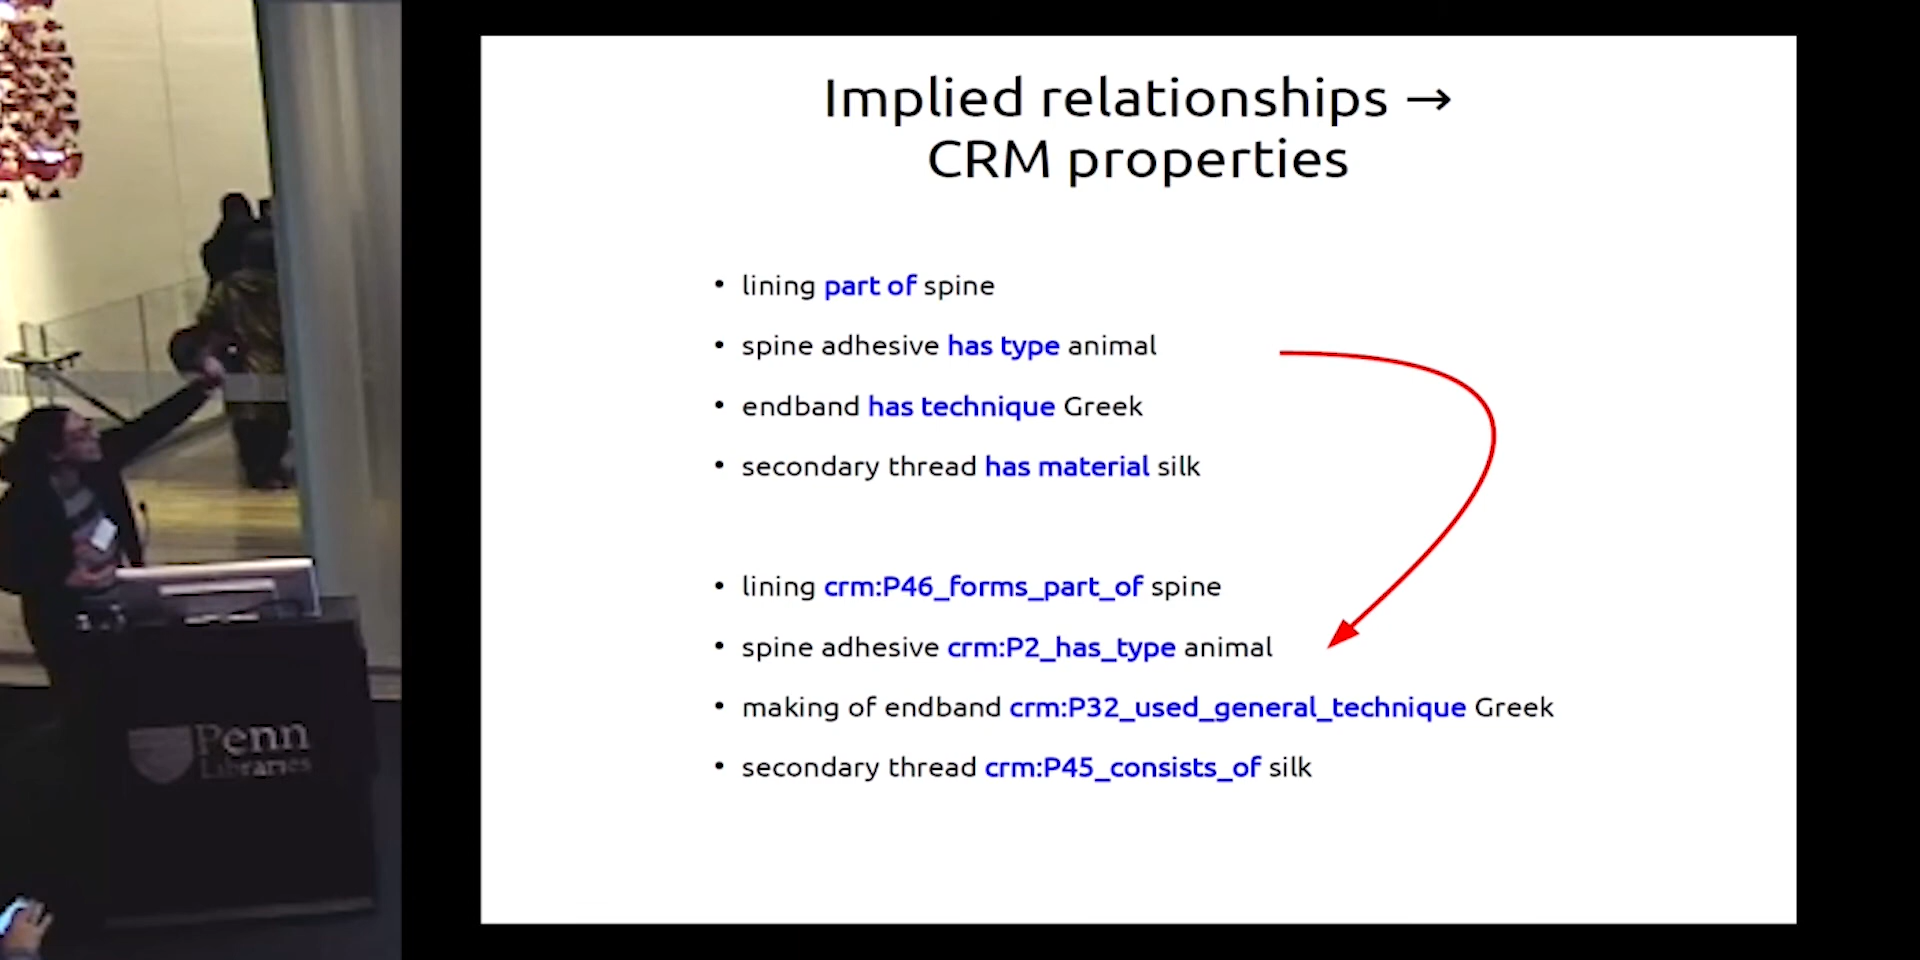 Implied relationships →
CRM properties
• lining part of spine
• spine adhesive has type animal
• endband has technique Greek
• secondary thread has material silk
• lining crm:P46_forms_part_of spine
• spine adhesive crm:P2_has_type animal
• making of endband crm:P32_used_general_technique Greek
• secondary thread crm:P45_consists_of silk
Penn
Libraries